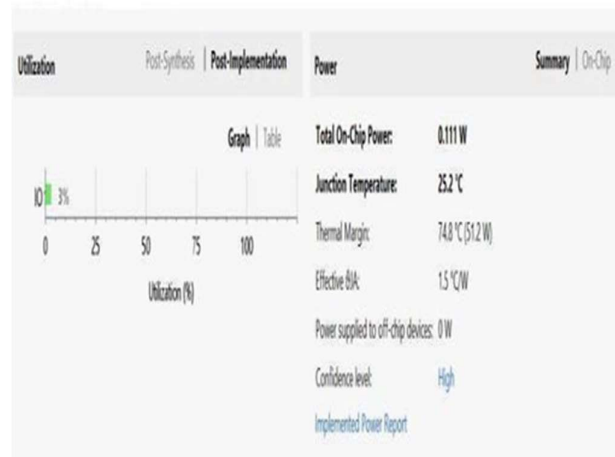 Utilization
Post-Synthesis | Post-Implementation
Graph | Table
IO 3%
0 25 50 75 100
Utilization (%)
Power
Summary | On-Chip
Total On-Chip Power: 0.111 W
Junction Temperature: 25.2 °C
Thermal Margin: 74.8 °C (51.2 W)
Effective ϑJA: 1.5 °C/W
Power supplied to off-chip devices: 0 W
Confidence level: High
Implemented Power Report